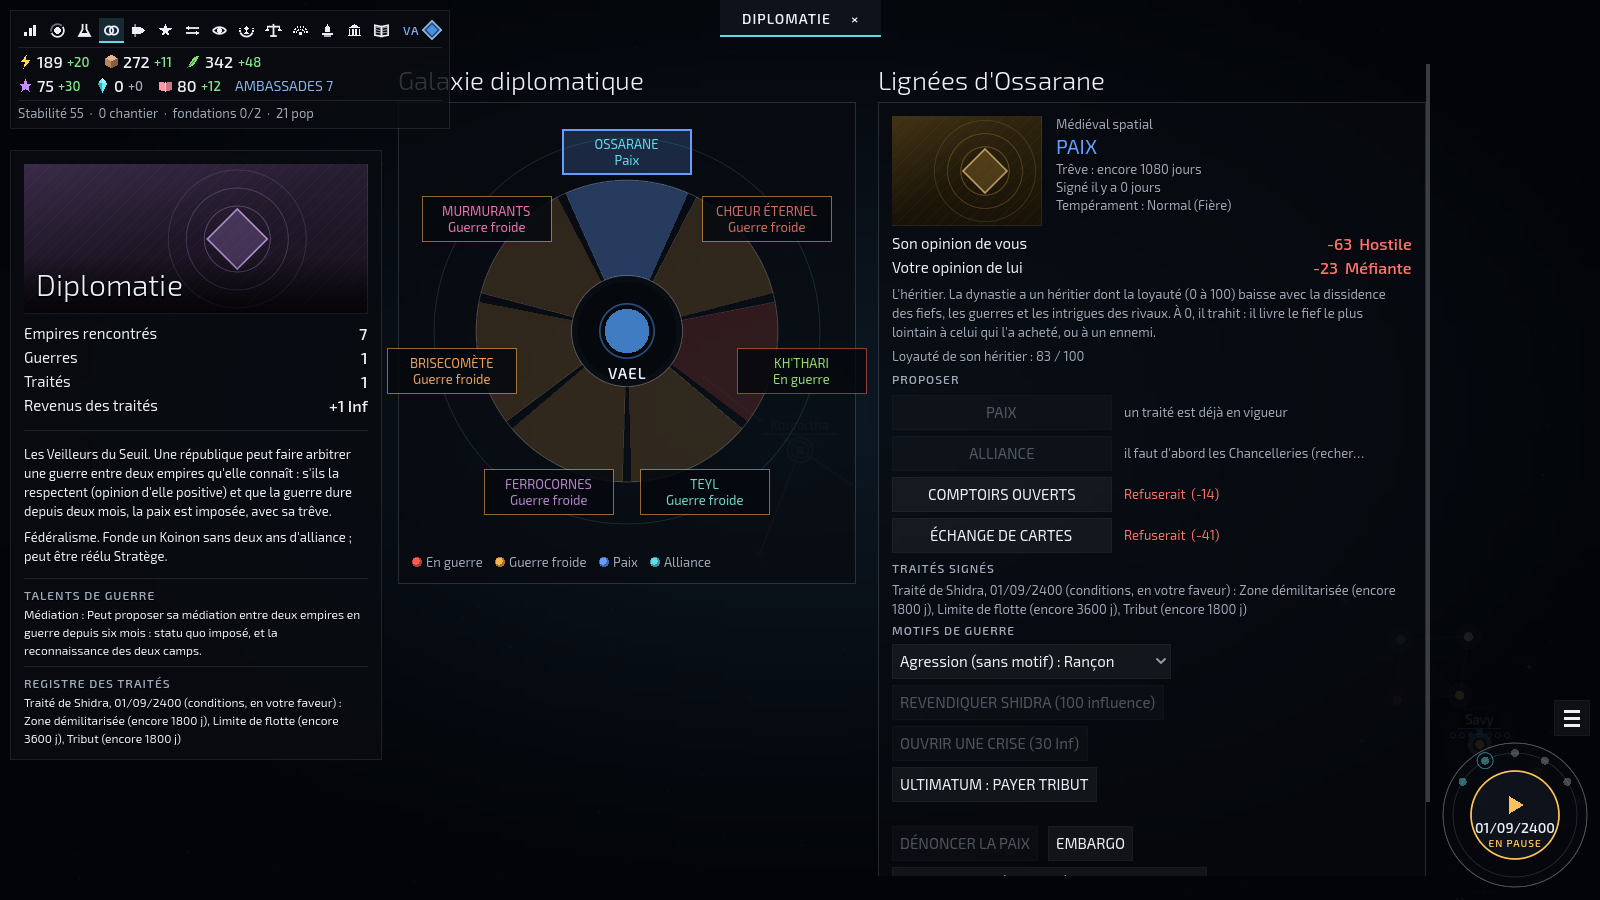 DIPLOMATIE ×
VA
189 +20 272 +11 342 +48
75 +30 0 +0 80 +12 AMBASSADES 7
Stabilité 55 · 0 chantier · fondations 0/2 · 21 pop
Diplomatie
Empires rencontrés 7
Guerres 1
Traités 1
Revenus des traités +1 Inf
Les Veilleurs du Seuil. Une république peut faire arbitrer
une guerre entre deux empires qu'elle connaît : s'ils la
respectent (opinion d'elle positive) et que la guerre dure
depuis deux mois, la paix est imposée, avec sa trêve.
Fédéralisme. Fonde un Koinon sans deux ans d'alliance ;
peut être réélu Stratège.
TALENTS DE GUERRE
Médiation : Peut proposer sa médiation entre deux empires en
guerre depuis six mois : statu quo imposé, et la
reconnaissance des deux camps.
REGISTRE DES TRAITÉS
Traité de Shidra, 01/09/2400 (conditions, en votre faveur) :
Zone démilitarisée (encore 1800 j), Limite de flotte (encore
3600 j), Tribut (encore 1800 j)
Galaxie diplomatique
OSSARANE
Paix
MURMURANTS
Guerre froide
CHŒUR ÉTERNEL
Guerre froide
BRISECOMÈTE
Guerre froide
KH'THARI
En guerre
VAEL
FERROCORNES
Guerre froide
TEYL
Guerre froide
En guerre Guerre froide Paix Alliance
Lignées d'Ossarane
Médiéval spatial
PAIX
Trêve : encore 1080 jours
Signé il y a 0 jours
Tempérament : Normal (Fière)
Son opinion de vous -63 Hostile
Votre opinion de lui -23 Méfiante
L'héritier. La dynastie a un héritier dont la loyauté (0 à 100) baisse avec la dissidence
des fiefs, les guerres et les intrigues des rivaux. À 0, il trahit : il livre le fief le plus
lointain à celui qui l'a acheté, ou à un ennemi.
Loyauté de son héritier : 83 / 100
PROPOSER
PAIX un traité est déjà en vigueur
ALLIANCE il faut d'abord les Chancelleries (recher…
COMPTOIRS OUVERTS Refuserait (-14)
ÉCHANGE DE CARTES Refuserait (-41)
TRAITÉS SIGNÉS
Traité de Shidra, 01/09/2400 (conditions, en votre faveur) : Zone démilitarisée (encore
1800 j), Limite de flotte (encore 3600 j), Tribut (encore 1800 j)
MOTIFS DE GUERRE
Agression (sans motif) : Rançon
REVENDIQUER SHIDRA (100 influence)
OUVRIR UNE CRISE (30 Inf)
ULTIMATUM : PAYER TRIBUT
DÉNONCER LA PAIX EMBARGO
Savy
01/09/2400
EN PAUSE